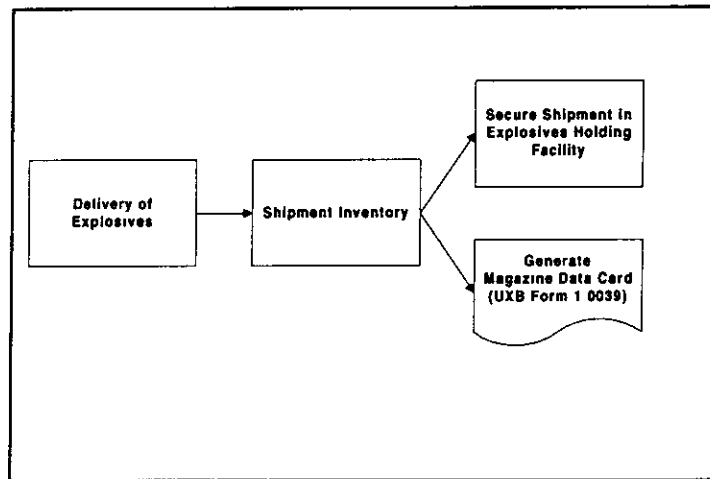 Delivery of
Explosives
Shipment Inventory
Secure Shipment in
Explosives Holding
Facility
Generate
Magazine Data Card
(UXB Form 1 0039)